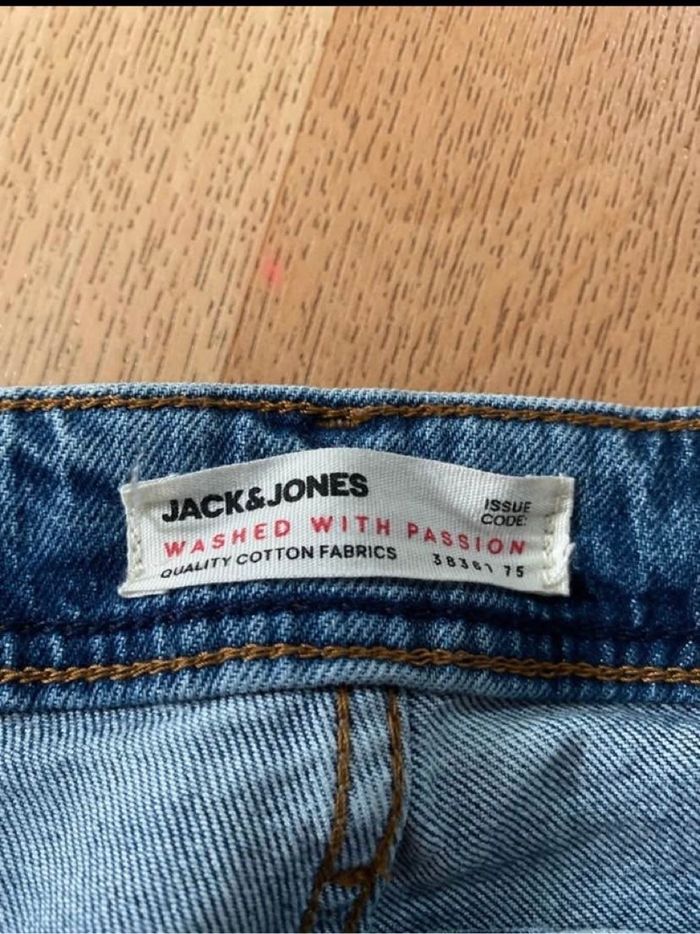 JACK&JONES
ISSUE
CODE:
WASHED WITH PASSION
QUALITY COTTON FABRICS
38361 75